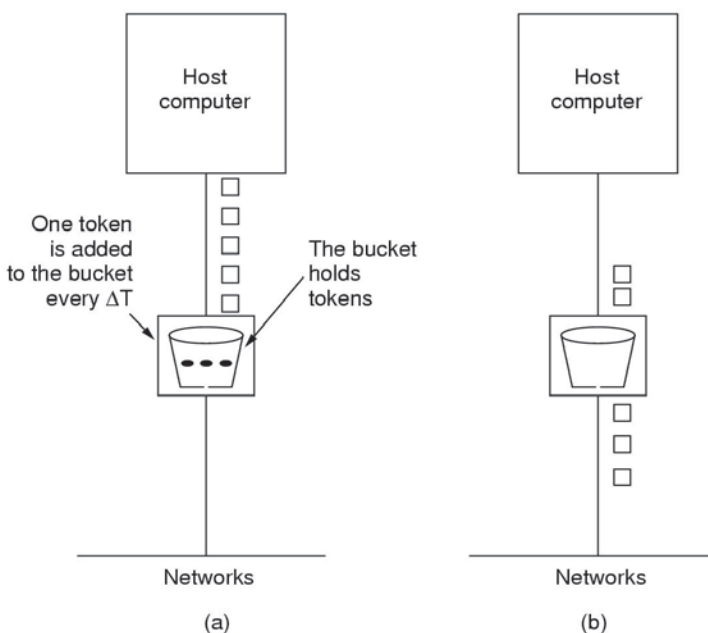 Host
computer
Host
computer
One token
is added
to the bucket
every ΔT
The bucket
holds
tokens
Networks
Networks
(a)
(b)